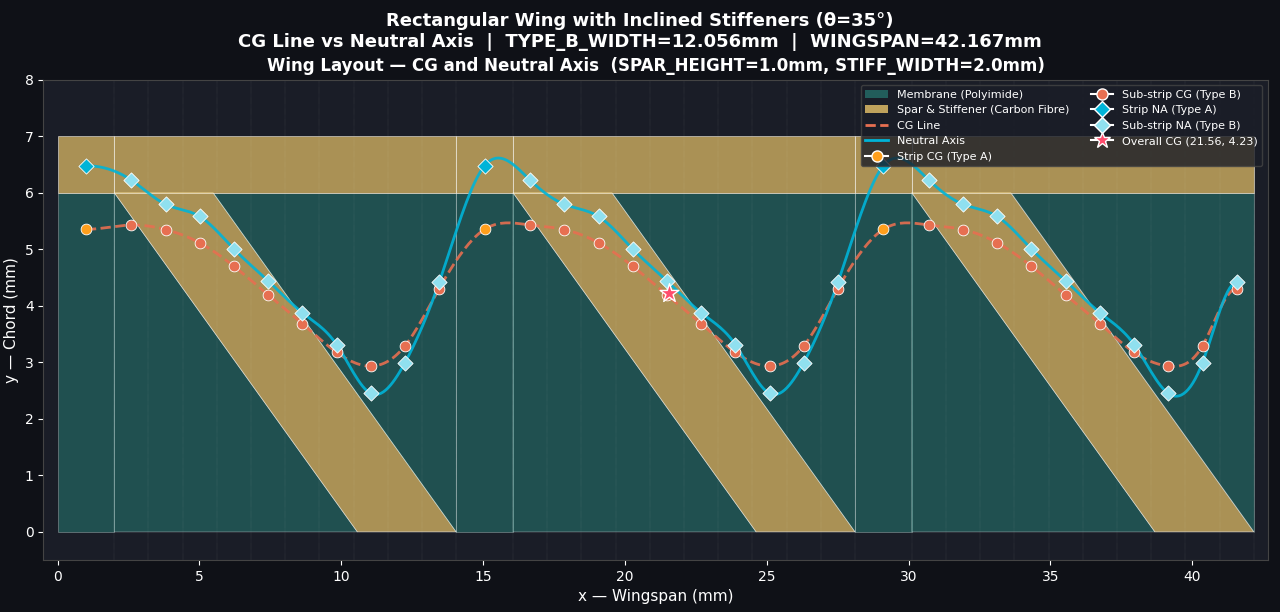 Rectangular Wing with Inclined Stiffeners (θ=35°)
CG Line vs Neutral Axis  |  TYPE_B_WIDTH=12.056mm  |  WINGSPAN=42.167mm
Wing Layout — CG and Neutral Axis  (SPAR_HEIGHT=1.0mm, STIFF_WIDTH=2.0mm)
Membrane (Polyimide)
Spar & Stiffener (Carbon Fibre)
CG Line
Neutral Axis
Strip CG (Type A)
Sub-strip CG (Type B)
Strip NA (Type A)
Sub-strip NA (Type B)
Overall CG (21.56, 4.23)
y — Chord (mm)
8
7
6
5
4
3
2
1
0
0 5 10 15 20 25 30 35 40
x — Wingspan (mm)